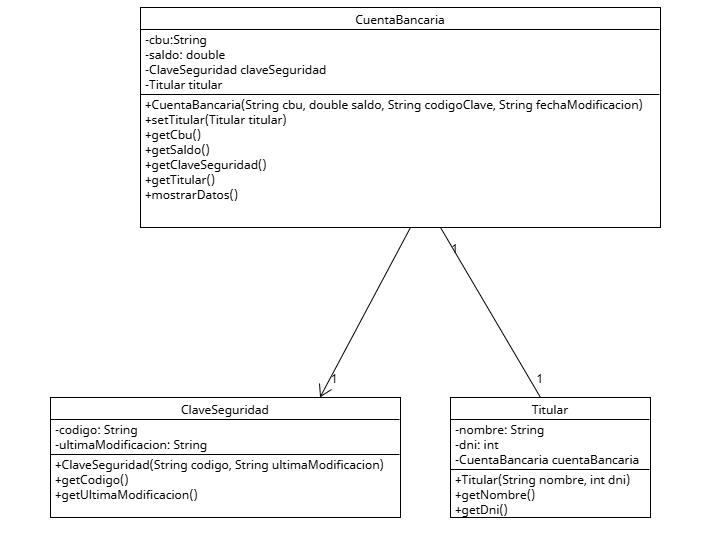 CuentaBancaria
-cbu:String
-saldo: double
-ClaveSeguridad claveSeguridad
-Titular titular
+CuentaBancaria(String cbu, double saldo, String codigoClave, String fechaModificacion)
+setTitular(Titular titular)
+getCbu()
+getSaldo()
+getClaveSeguridad()
+getTitular()
+mostrarDatos()
1
1
1
ClaveSeguridad
-codigo: String
-ultimaModificacion: String
+ClaveSeguridad(String codigo, String ultimaModificacion)
+getCodigo()
+getUltimaModificacion()
Titular
-nombre: String
-dni: int
-CuentaBancaria cuentaBancaria
+Titular(String nombre, int dni)
+getNombre()
+getDni()